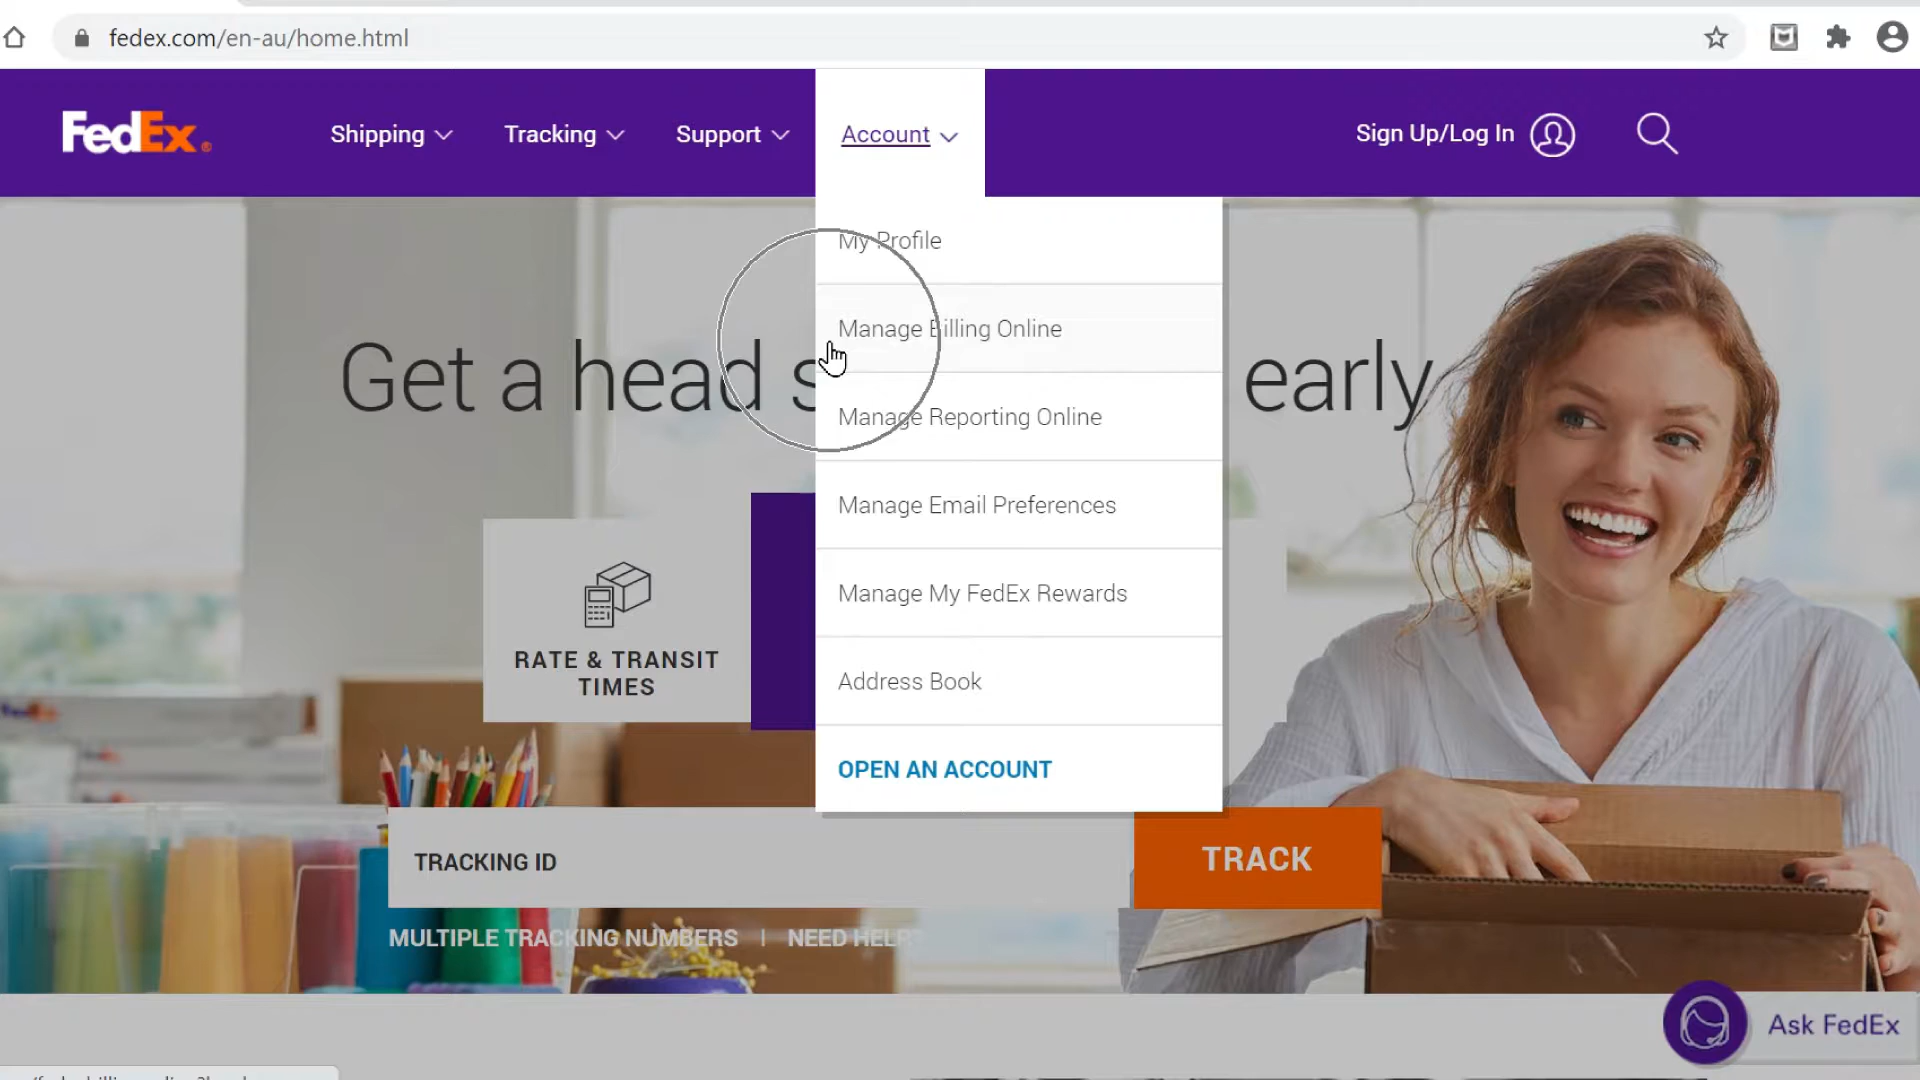 fedex.com/en-au/home.html
FedEx®
Shipping
Tracking
Support
Account
Sign Up/Log In
My Profile
Manage Billing Online
Manage Reporting Online
Manage Email Preferences
Manage My FedEx Rewards
Address Book
OPEN AN ACCOUNT
Get a head s early
RATE & TRANSIT
TIMES
TRACKING ID
TRACK
MULTIPLE TRACKING NUMBERS | NEED HELP
Ask FedEx